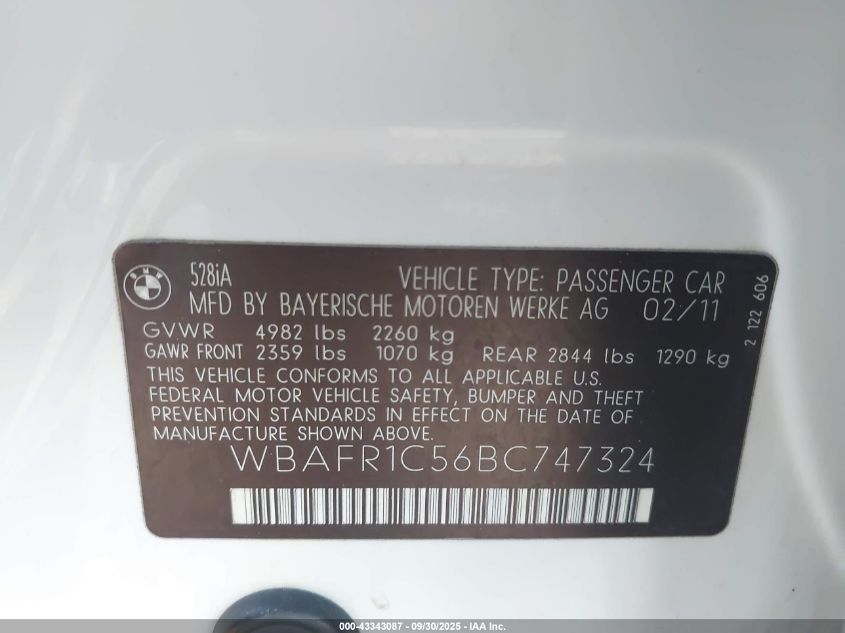 BMW
528iA VEHICLE TYPE: PASSENGER CAR
MFD BY BAYERISCHE MOTOREN WERKE AG 02/11
GVWR 4982 lbs 2260 kg
GAWR FRONT 2359 lbs 1070 kg REAR 2844 lbs 1290 kg
THIS VEHICLE CONFORMS TO ALL APPLICABLE U.S.
FEDERAL MOTOR VEHICLE SAFETY, BUMPER AND THEFT
PREVENTION STANDARDS IN EFFECT ON THE DATE OF
MANUFACTURE SHOWN ABOVE.
WBAFR1C56BC747324
2 122 606
000-43343087 - 09/30/2025 - IAA Inc.